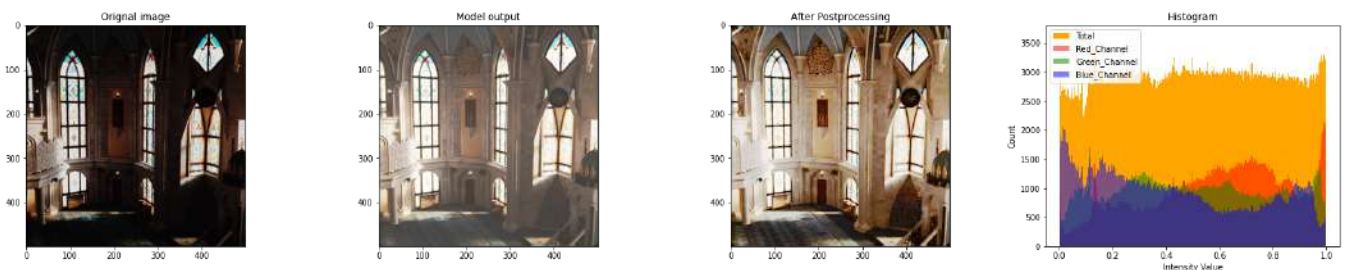 Orignal image
0
100
200
300
400
0 100 200 300 400
Model output
0
100
200
300
400
0 100 200 300 400
After Postprocessing
0
100
200
300
400
0 100 200 300 400
Histogram
Total
Red_Channel
Green_Channel
Blue_Channel
Count
3500
3000
2500
2000
1500
1000
500
0
0.0 0.2 0.4 0.6 0.8 1.0
Intensity Value